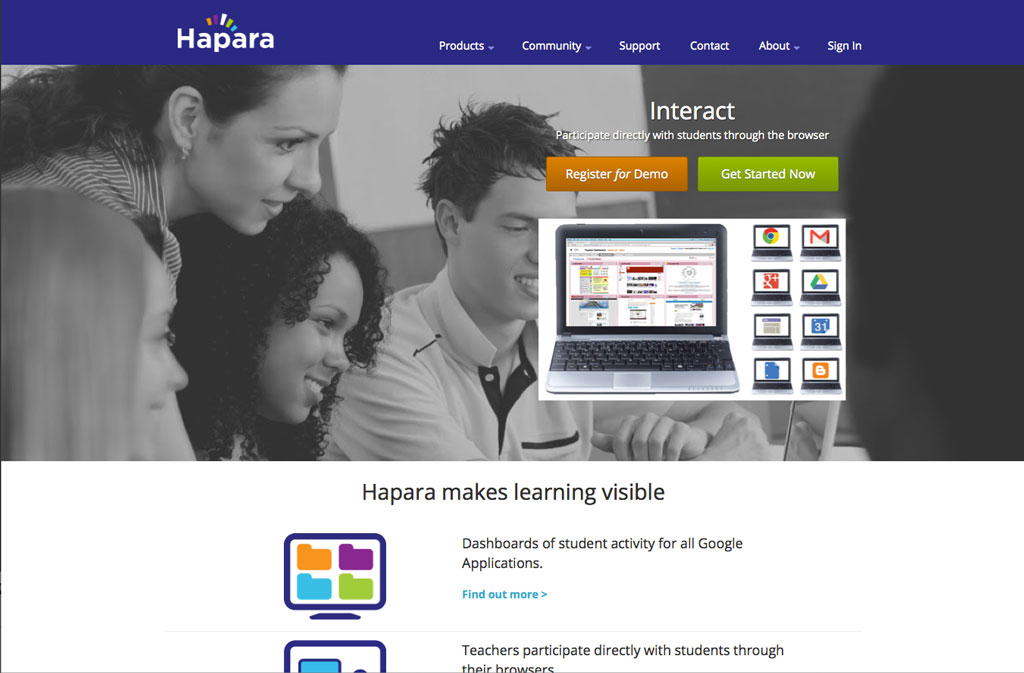 Hapara
Products
Community
Support
Contact
About
Sign In
Interact
Participate directly with students through the browser
Register for Demo
Get Started Now
31
Hapara makes learning visible
Dashboards of student activity for all Google
Applications.
Find out more >
Teachers participate directly with students through
their browsers